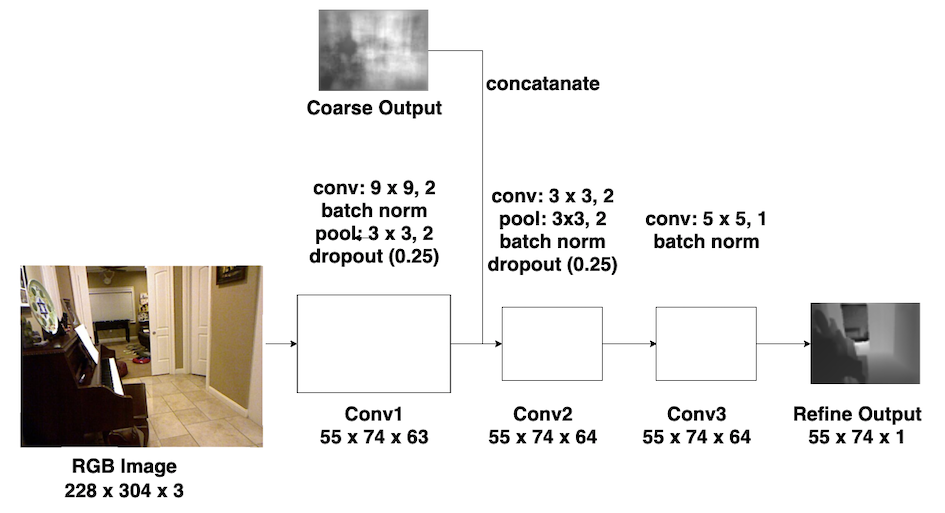 Coarse Output
concatanate
conv: 9 x 9, 2
batch norm
pool: 3 x 3, 2
dropout (0.25)
conv: 3 x 3, 2
pool: 3x3, 2
batch norm
dropout (0.25)
conv: 5 x 5, 1
batch norm
RGB Image
228 x 304 x 3
Conv1
55 x 74 x 63
Conv2
55 x 74 x 64
Conv3
55 x 74 x 64
Refine Output
55 x 74 x 1